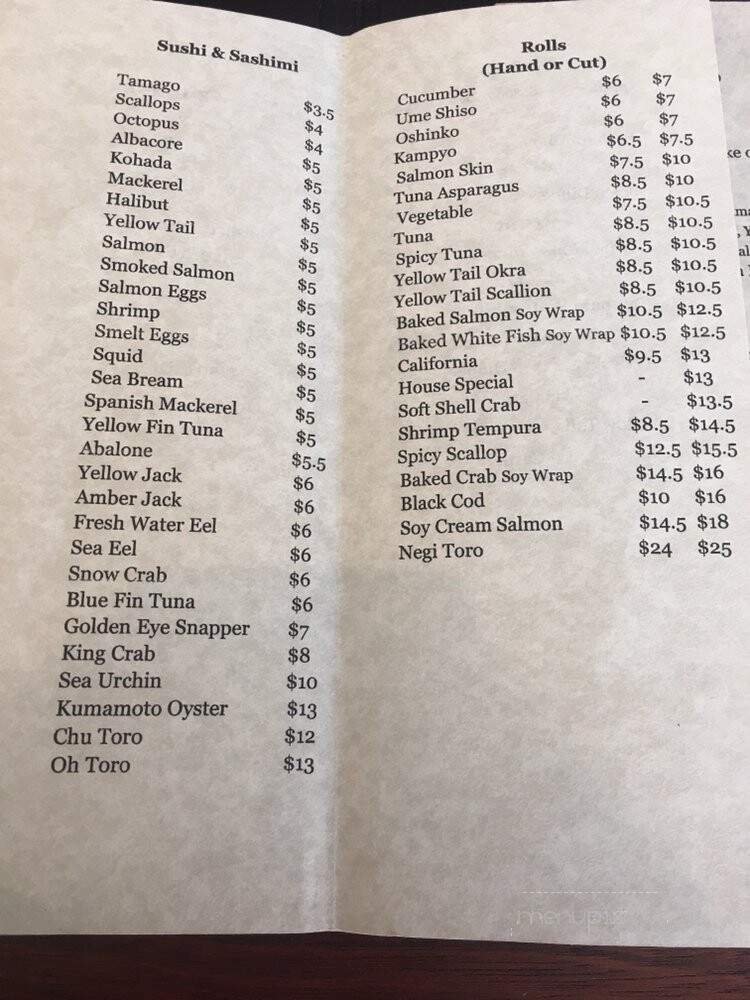 Sushi & Sashimi
Tamago $3.5
Scallops $4
Octopus $4
Albacore $5
Kohada $5
Mackerel $5
Halibut $5
Yellow Tail $5
Salmon $5
Smoked Salmon $5
Salmon Eggs $5
Shrimp $5
Smelt Eggs $5
Squid $5
Sea Bream $5
Spanish Mackerel $5
Yellow Fin Tuna $5
Abalone $5.5
Yellow Jack $6
Amber Jack $6
Fresh Water Eel $6
Sea Eel $6
Snow Crab $6
Blue Fin Tuna $6
Golden Eye Snapper $7
King Crab $8
Sea Urchin $10
Kumamoto Oyster $13
Chu Toro $12
Oh Toro $13
Rolls
(Hand or Cut)
Cucumber $6 $7
Ume Shiso $6 $7
Oshinko $6 $7
Kampyo $6.5 $7.5
Salmon Skin $7.5 $10
Tuna Asparagus $8.5 $10
Vegetable $7.5 $10.5
Tuna $8.5 $10.5
Spicy Tuna $8.5 $10.5
Yellow Tail Okra $8.5 $10.5
Yellow Tail Scallion $8.5 $10.5
Baked Salmon Soy Wrap $10.5 $12.5
Baked White Fish Soy Wrap $10.5 $12.5
California $9.5 $13
House Special - $13
Soft Shell Crab - $13.5
Shrimp Tempura $8.5 $14.5
Spicy Scallop $12.5 $15.5
Baked Crab Soy Wrap $14.5 $16
Black Cod $10 $16
Soy Cream Salmon $14.5 $18
Negi Toro $24 $25